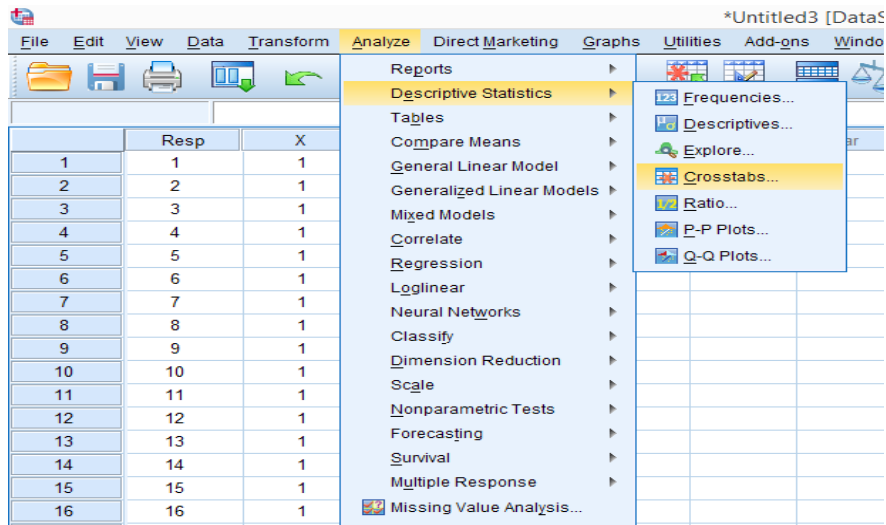 *Untitled3 [DataS
File Edit View Data Transform Analyze Direct Marketing Graphs Utilities Add-ons Windo
Reports
Descriptive Statistics
Tables
Compare Means
General Linear Model
Generalized Linear Models
Mixed Models
Correlate
Regression
Loglinear
Neural Networks
Classify
Dimension Reduction
Scale
Nonparametric Tests
Forecasting
Survival
Multiple Response
Missing Value Analysis...
123 Frequencies...
Descriptives...
Explore...
Crosstabs...
1/2 Ratio...
P-P Plots...
Q-Q Plots...
ar
Resp X
1 1 1
2 2 1
3 3 1
4 4 1
5 5 1
6 6 1
7 7 1
8 8 1
9 9 1
10 10 1
11 11 1
12 12 1
13 13 1
14 14 1
15 15 1
16 16 1